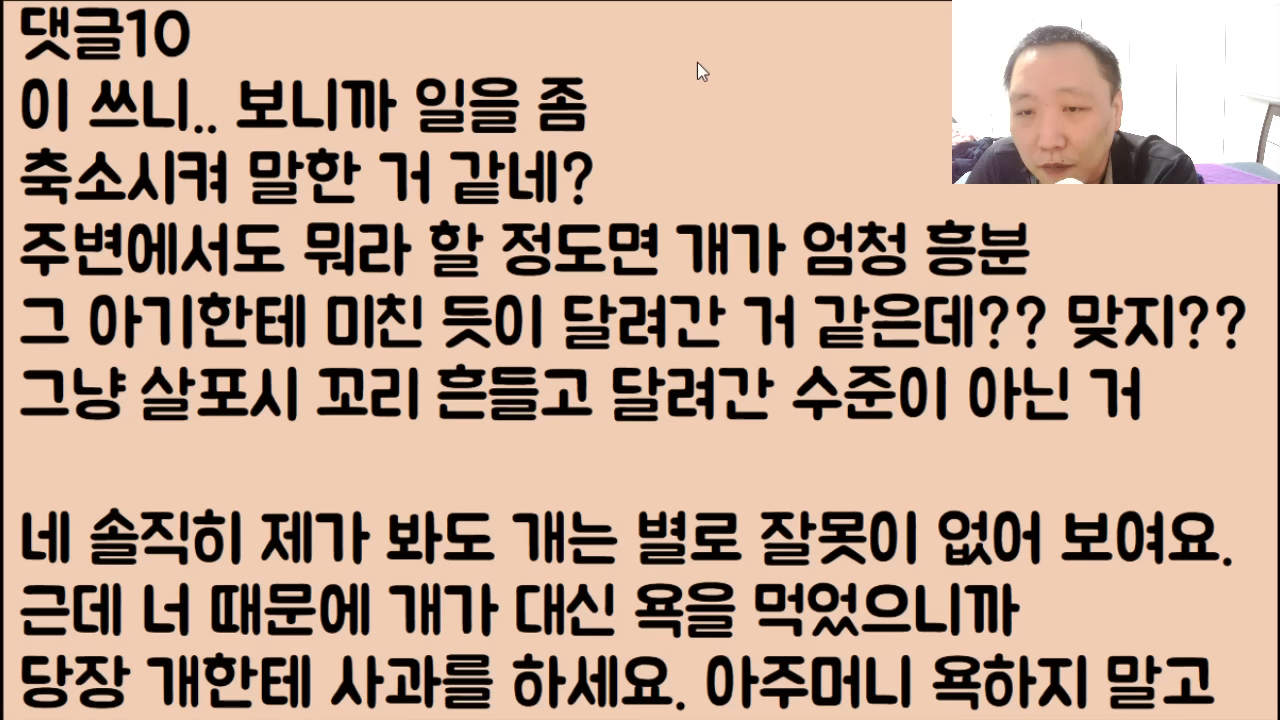 댓글10
이 쓰니.. 보니까 일을 좀
축소시켜 말한 거 같네?
주변에서도 뭐라 할 정도면 개가 엄청 흥분
그 아기한테 미친 듯이 달려간 거 같은데?? 맞지??
그냥 살포시 꼬리 흔들고 달려간 수준이 아닌 거
네 솔직히 제가 봐도 개는 별로 잘못이 없어 보여요.
근데 너 때문에 개가 대신 욕을 먹었으니까
당장 개한테 사과를 하세요. 아주머니 욕하지 말고